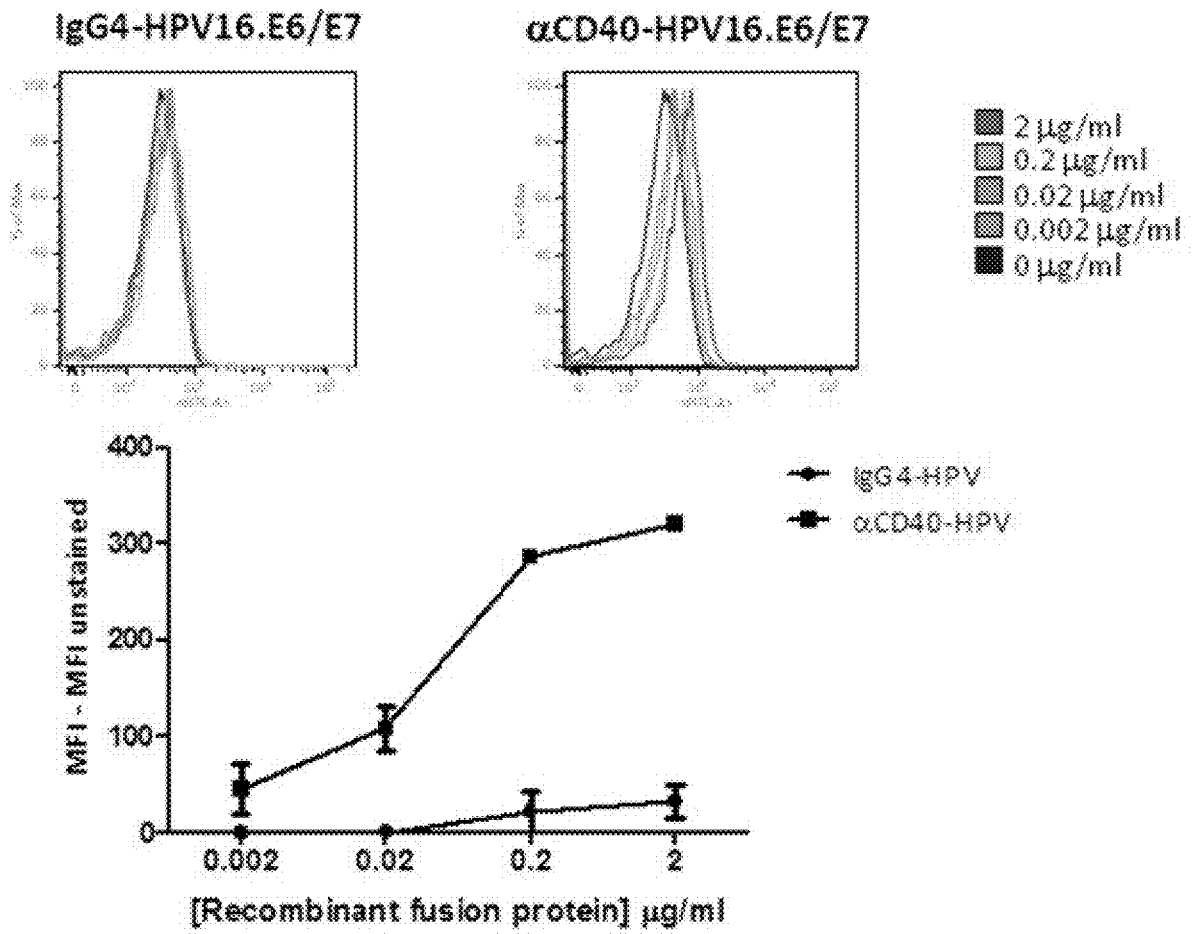 IgG4-HPV16.E6/E7
αCD40-HPV16.E6/E7
2 µg/ml
0.2 µg/ml
0.02 µg/ml
0.002 µg/ml
0 µg/ml
400
300
200
100
0
MFI - MFI unstained
IgG4-HPV
αCD40-HPV
0.002
0.02
0.2
2
[Recombinant fusion protein] µg/ml